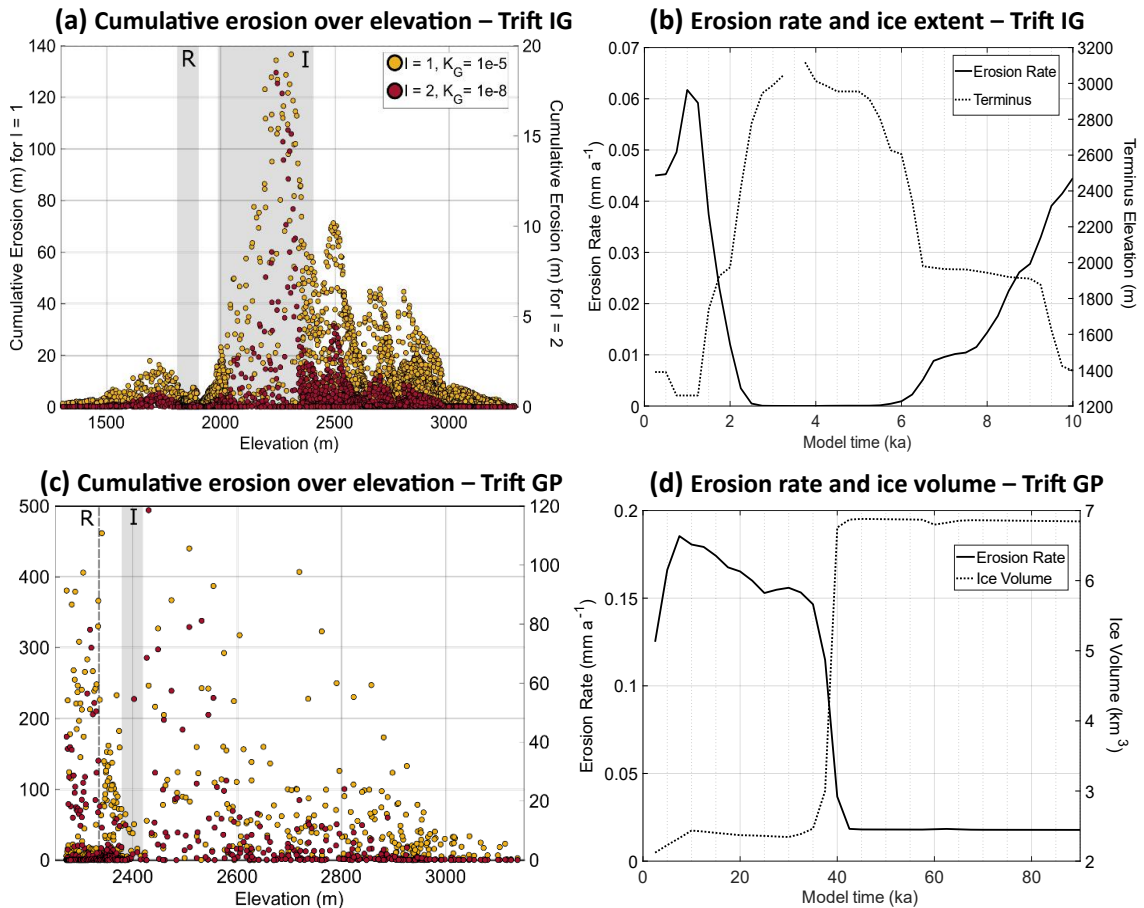 (a) Cumulative erosion over elevation – Trift IG
140
120
100
80
60
40
20
0
Cumulative Erosion (m) for l = 1
R
I
l = 1, K_G = 1e-5
l = 2, K_G = 1e-8
20
15
10
5
0
Cumulative Erosion (m) for l = 2
1500 2000 2500 3000
Elevation (m)
(b) Erosion rate and ice extent – Trift IG
0.07
0.06
0.05
0.04
0.03
0.02
0.01
0
Erosion Rate (mm a⁻¹)
Erosion Rate
Terminus
3200
3000
2800
2600
2400
2200
2000
1800
1600
1400
1200
Terminus Elevation (m)
0 2 4 6 8 10
Model time (ka)
(c) Cumulative erosion over elevation – Trift GP
500
400
300
200
100
0
R
I
120
100
80
60
40
20
0
2400 2600 2800 3000
Elevation (m)
(d) Erosion rate and ice volume – Trift GP
0.2
0.15
0.1
0.05
0
Erosion Rate (mm a⁻¹)
Erosion Rate
Ice Volume
7
6
5
4
3
2
Ice Volume (km³)
0 20 40 60 80
Model time (ka)